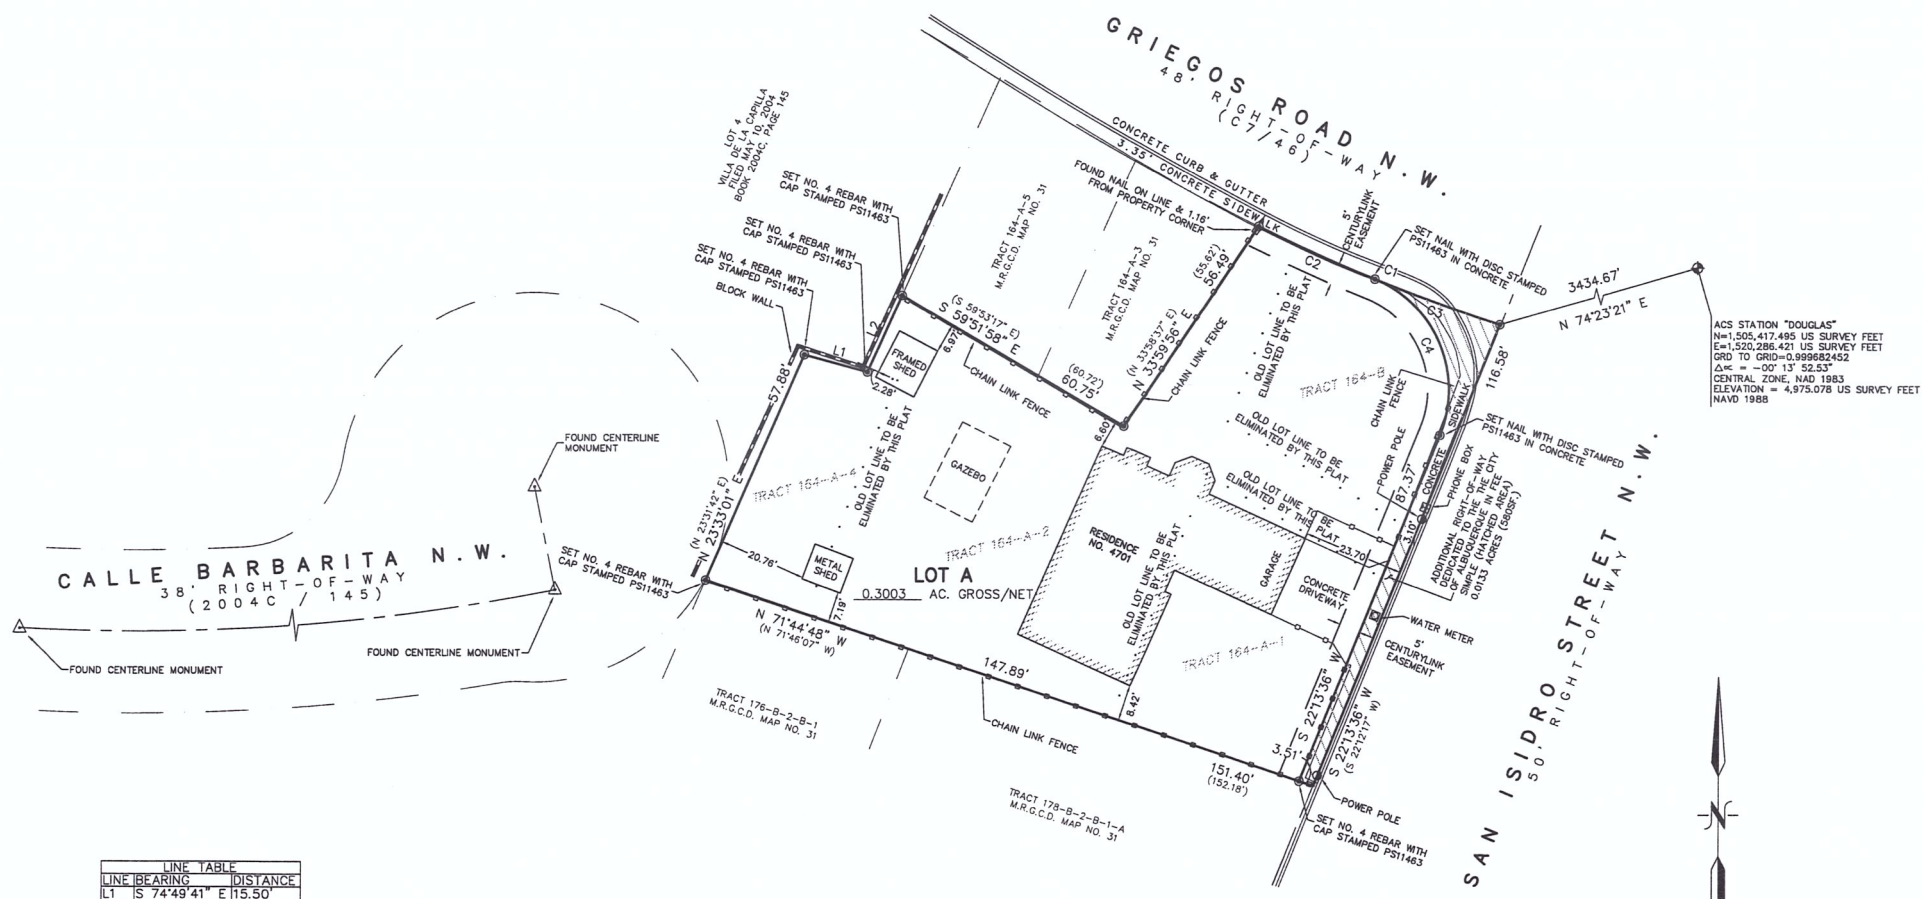 GRIEGOS ROAD N.W.
48' RIGHT-OF-WAY
(C7/46)
LOT 4
VILLA DE LA CAPILLA
FILED MAY 10, 2004
BOOK 2004C, PAGE 145
SET NO. 4 REBAR WITH
CAP STAMPED PS11463
SET NO. 4 REBAR WITH
CAP STAMPED PS11463
SET NO. 4 REBAR WITH
CAP STAMPED PS11463
BLOCK WALL
TRACT 164-A-5
M.R.G.C.D. MAP NO. 31
TRACT 164-A-3
M.R.G.C.D. MAP NO. 31
CONCRETE CURB & GUTTER
3.35' CONCRETE SIDEWALK
FOUND NAIL ON LINE & 1.16'
FROM PROPERTY CORNER
5'
CENTURYLINK
EASEMENT
SET NAIL WITH DISC STAMPED
PS11463 IN CONCRETE
C1
C2
C3
C4
3434.67'
N 74°23'21" E
ACS STATION "DOUGLAS"
N=1,505,417.495 US SURVEY FEET
E=1,520,286.421 US SURVEY FEET
GRD TO GRID=0.999682452
Δ∝ = -00° 13' 52.53"
CENTRAL ZONE, NAD 1983
ELEVATION = 4,975.078 US SURVEY FEET
NAVD 1988
116.58'
L1
L2
57.88'
(N 23°31'42" E)
N 23°33'01" E
FRAMED
SHED
2.28'
6.97'
(S 59°53'17" E)
S 59°51'58" E
(60.72')
60.75'
CHAIN LINK FENCE
(55.62')
56.49'
(N 33°58'37" E)
N 33°59'56" E
CHAIN LINK FENCE
6.60'
OLD LOT LINE TO BE
ELIMINATED BY THIS PLAT
TRACT 164-B
CHAIN LINK
FENCE
OLD LOT LINE TO BE
ELIMINATED BY THIS PLAT
POWER POLE
CONCRETE SIDEWALK
SET NAIL WITH DISC STAMPED
PS11463 IN CONCRETE
PHONE BOX
87.37'
3.10'
ADDITIONAL RIGHT-OF-WAY
DEDICATED TO THE THE CITY
OF ALBUQUERQUE IN FEE
SIMPLE (HATCHED AREA)
0.0133 ACRES (580SF.)
TRACT 164-A-4
OLD LOT LINE TO BE
ELIMINATED BY THIS PLAT
GAZEBO
TRACT 164-A-2
OLD LOT LINE TO BE
ELIMINATED BY THIS PLAT
23.70
RESIDENCE
NO. 4701
OLD LOT LINE TO BE
ELIMINATED BY THIS PLAT
OLD LOT LINE TO BE
ELIMINATED BY THIS PLAT
GARAGE
CONCRETE
DRIVEWAY
WATER METER
5'
CENTURYLINK
EASEMENT
TRACT 164-A-1
LOT A
0.3003 AC. GROSS/NET
METAL
SHED
20.76'
7.19'
SET NO. 4 REBAR WITH
CAP STAMPED PS11463
FOUND CENTERLINE
MONUMENT
CALLE BARBARITA N.W.
38' RIGHT-OF-WAY
(2004C / 145)
FOUND CENTERLINE MONUMENT
FOUND CENTERLINE MONUMENT
N 71°44'48" W
(N 71°46'07" W)
147.89'
CHAIN LINK FENCE
8.42'
3.51'
151.40'
(152.18')
S 22°13'36" W
S 22°13'36" W
(S 22°12'17" W)
POWER POLE
SET NO. 4 REBAR WITH
CAP STAMPED PS11463
SAN ISIDRO STREET N.W.
50' RIGHT-OF-WAY
TRACT 176-B-2-B-1
M.R.G.C.D. MAP NO. 31
TRACT 178-B-2-B-1-A
M.R.G.C.D. MAP NO. 31
N
LINE TABLE
LINE BEARING DISTANCE
L1 S 74°49'41" E 15.50'